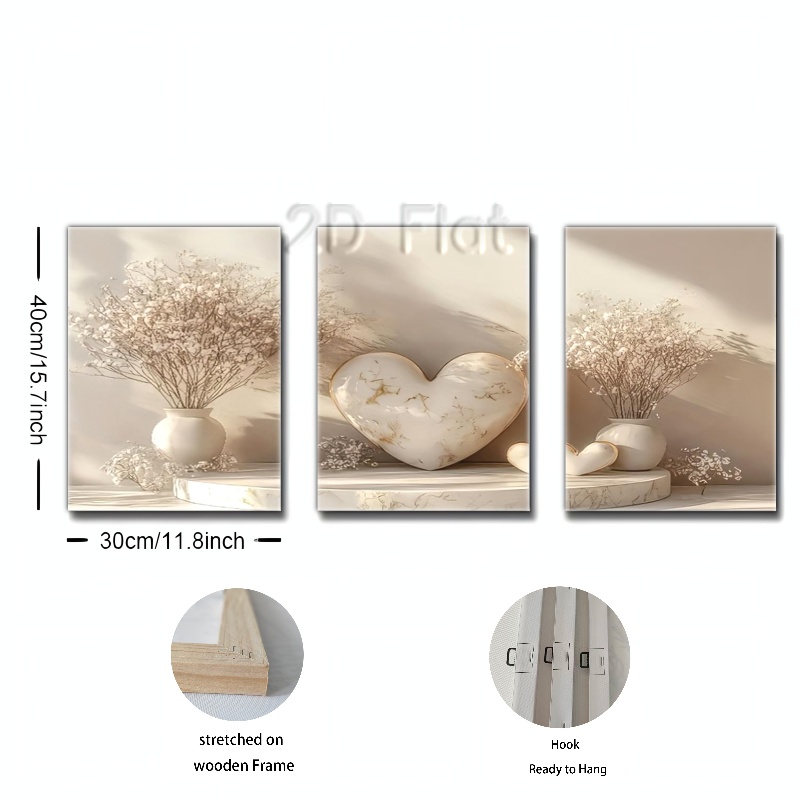 2D Flat
40cm/15.7inch
30cm/11.8inch
stretched on
wooden Frame
Hook
Ready to Hang